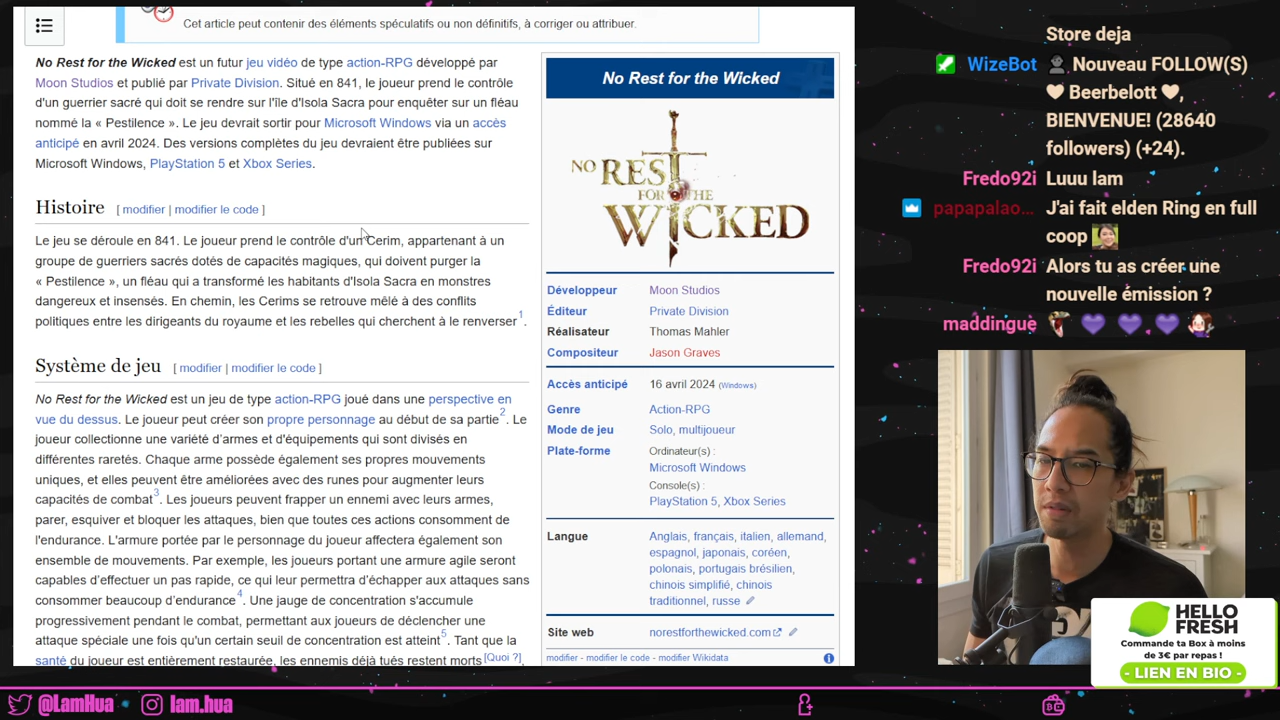 Cet article peut contenir des éléments spéculatifs ou non définitifs, à corriger ou attribuer.
No Rest for the Wicked est un futur jeu vidéo de type action-RPG développé par
Moon Studios et publié par Private Division. Situé en 841, le joueur prend le contrôle
d'un guerrier sacré qui doit se rendre sur l'île d'Isola Sacra pour enquêter sur un fléau
nommé la « Pestilence ». Le jeu devrait sortir pour Microsoft Windows via un accès
anticipé en avril 2024. Des versions complètes du jeu devraient être publiées sur
Microsoft Windows, PlayStation 5 et Xbox Series.
Histoire [ modifier | modifier le code ]
Le jeu se déroule en 841. Le joueur prend le contrôle d'un Cerim, appartenant à un
groupe de guerriers sacrés dotés de capacités magiques, qui doivent purger la
« Pestilence », un fléau qui a transformé les habitants d'Isola Sacra en monstres
dangereux et insensés. En chemin, les Cerims se retrouve mêlé à des conflits
politiques entre les dirigeants du royaume et les rebelles qui cherchent à le renverser 1.
Système de jeu [ modifier | modifier le code ]
No Rest for the Wicked est un jeu de type action-RPG joué dans une perspective en
vue du dessus. Le joueur peut créer son propre personnage au début de sa partie 2. Le
joueur collectionne une variété d'armes et d'équipements qui sont divisés en
différentes raretés. Chaque arme possède également ses propres mouvements
uniques, et elles peuvent être améliorées avec des runes pour augmenter leurs
capacités de combat 3. Les joueurs peuvent frapper un ennemi avec leurs armes,
parer, esquiver et bloquer les attaques, bien que toutes ces actions consomment de
l'endurance. L'armure portée par le personnage du joueur affectera également son
ensemble de mouvements. Par exemple, les joueurs portant une armure agile seront
capables d'effectuer un pas rapide, ce qui leur permettra d'échapper aux attaques sans
consommer beaucoup d'endurance 4. Une jauge de concentration s'accumule
progressivement pendant le combat, permettant aux joueurs de déclencher une
attaque spéciale une fois qu'un certain seuil de concentration est atteint 5. Tant que la
santé du joueur est entièrement restaurée, les ennemis déjà tués restent morts [Quoi ?].
No Rest for the Wicked
NO REST
FOR THE
WICKED
Développeur Moon Studios
Éditeur Private Division
Réalisateur Thomas Mahler
Compositeur Jason Graves
Accès anticipé 16 avril 2024 (Windows)
Genre Action-RPG
Mode de jeu Solo, multijoueur
Plate-forme Ordinateur(s) :
Microsoft Windows
Console(s) :
PlayStation 5, Xbox Series
Langue Anglais, français, italien, allemand,
espagnol, japonais, coréen,
polonais, portugais brésilien,
chinois simplifié, chinois
traditionnel, russe
Site web norestforthewicked.com
modifier - modifier le code - modifier Wikidata
Store deja
WizeBot Nouveau FOLLOW(S)
Beerbelott ,
BIENVENUE! (28640
followers) (+24).
Fredo92i Luuu lam
papapalao... J'ai fait elden Ring en full
coop
Fredo92i Alors tu as créer une
nouvelle émission ?
maddingue
HELLO
FRESH
Commande ta Box à moins
de 3€ par repas !
- LIEN EN BIO -
@LamHua lam.hua